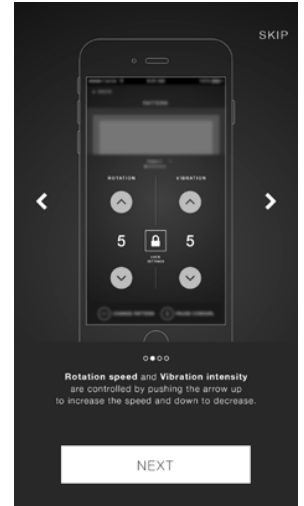 SKIP
PATTERN
ROTATION VIBRATION
5 5
Rotation speed and Vibration intensity
are controlled by pushing the arrow up
to increase the speed and down to decrease.
NEXT